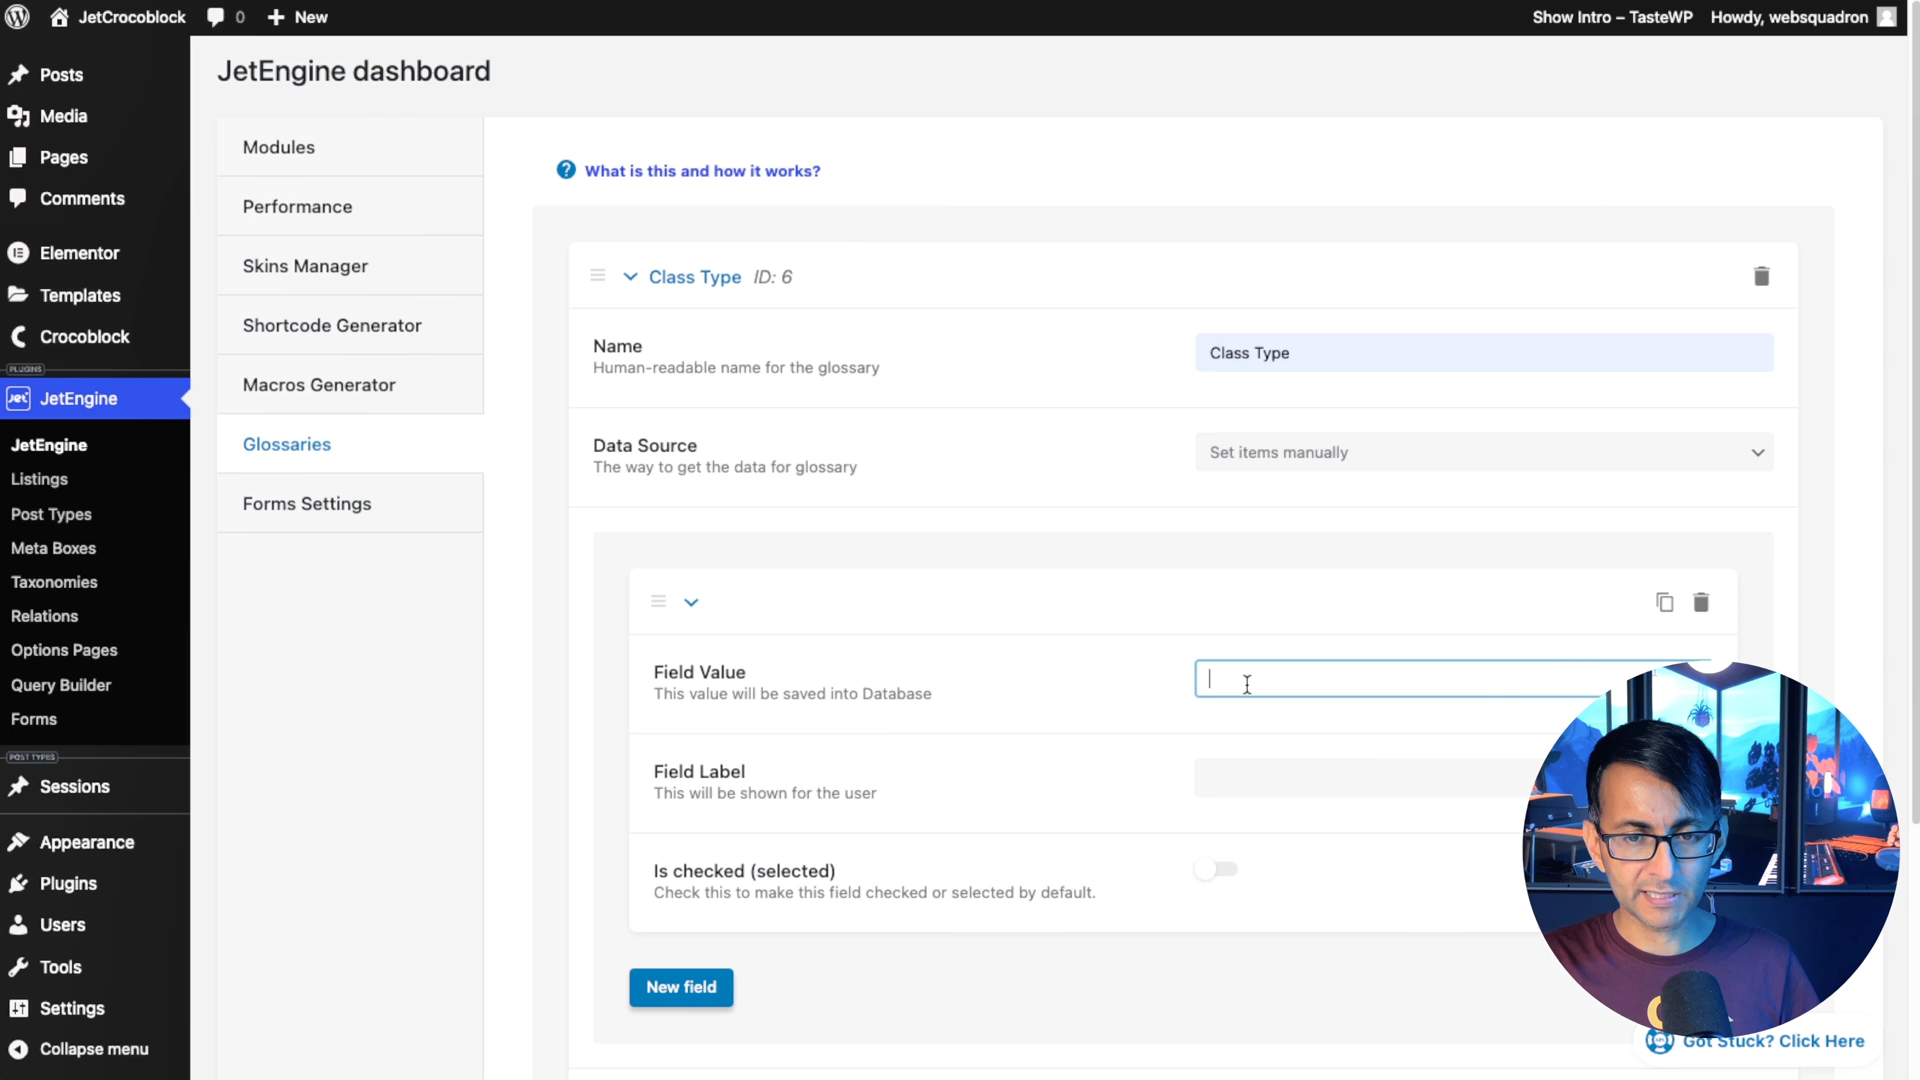 JetCrocoblock
0
New
Show Intro – TasteWP
Howdy, websquadron
Posts
Media
Pages
Comments
Elementor
Templates
Crocoblock
PLUGINS
Jet
JetEngine
JetEngine
Listings
Post Types
Meta Boxes
Taxonomies
Relations
Options Pages
Query Builder
Forms
POST TYPES
Sessions
Appearance
Plugins
Users
Tools
Settings
Collapse menu
JetEngine dashboard
Modules
Performance
Skins Manager
Shortcode Generator
Macros Generator
Glossaries
Forms Settings
What is this and how it works?
Class Type ID: 6
Name
Human-readable name for the glossary
Class Type
Data Source
The way to get the data for glossary
Set items manually
Field Value
This value will be saved into Database
Field Label
This will be shown for the user
Is checked (selected)
Check this to make this field checked or selected by default.
New field
Got Stuck? Click Here